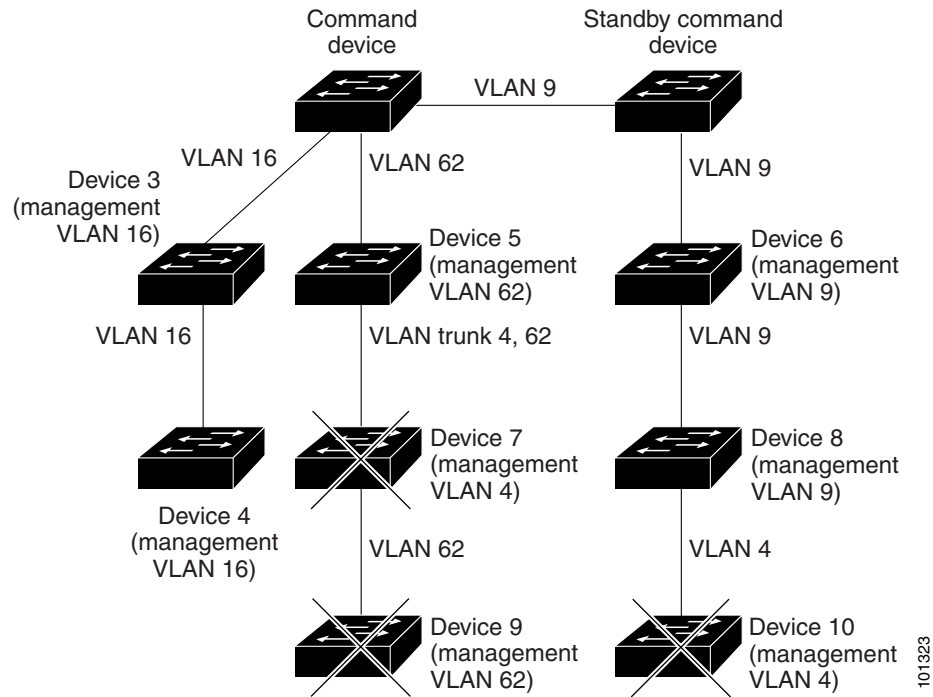 Command
device
Standby command
device
VLAN 9
VLAN 16
VLAN 62
VLAN 9
Device 3
(management
VLAN 16)
Device 5
(management
VLAN 62)
Device 6
(management
VLAN 9)
VLAN 16
VLAN trunk 4, 62
VLAN 9
Device 7
(management
VLAN 4)
Device 8
(management
VLAN 9)
Device 4
(management
VLAN 16)
VLAN 62
VLAN 4
Device 9
(management
VLAN 62)
Device 10
(management
VLAN 4)
101323